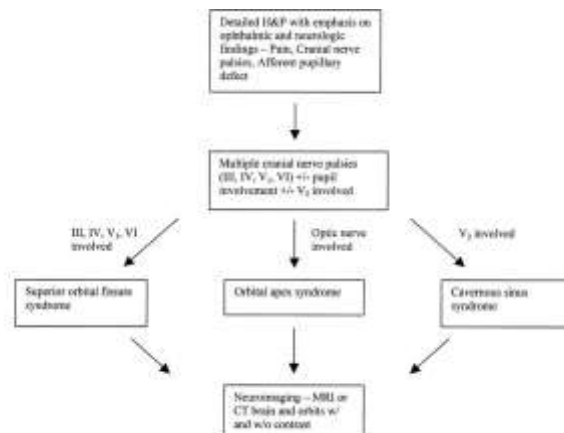 Detailed H&P with emphasis on
ophthalmic and neurologic
findings – Pain, Cranial nerve
pulsies, Afferent pupillary
defect
Multiple cranial nerve pulsies
(III, IV, V₁, VI) +/- pupil
involvement +/- V₂ involved
III, IV, V₁, VI
involved
Optic nerve
involved
V₂ involved
Superior orbital fissure
syndrome
Orbital apex syndrome
Cavernous sinus
syndrome
Neuroimaging – MRI or
CT brain and orbits w/
and w/o contrast